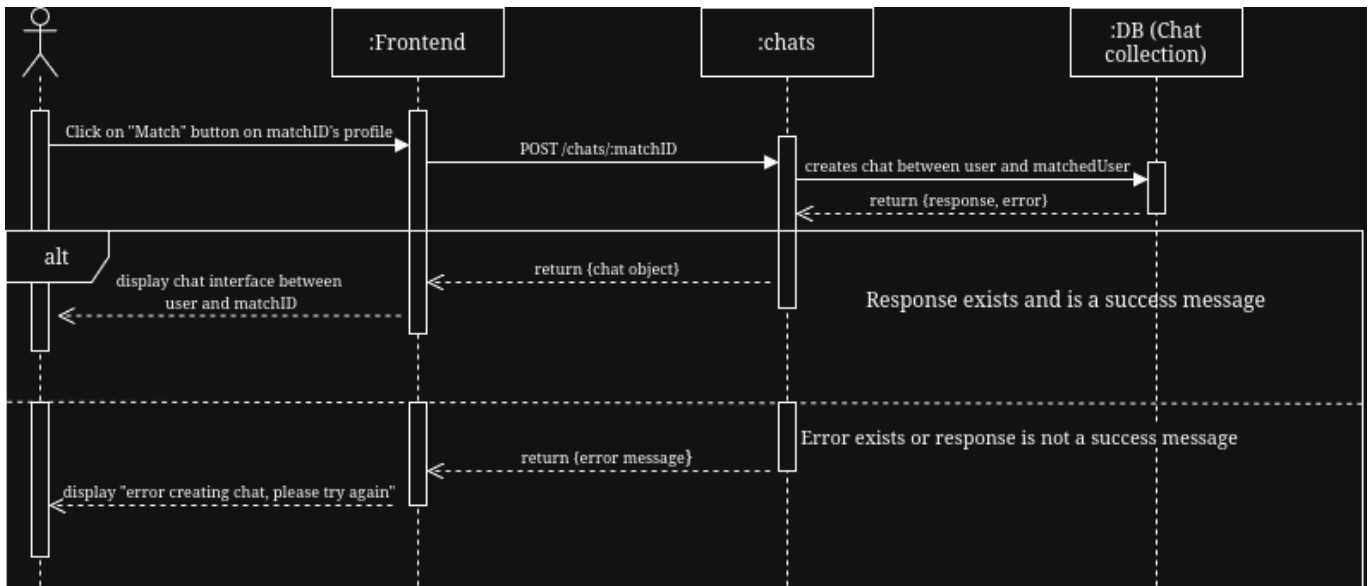 :Frontend
:chats
:DB (Chat
collection)
Click on "Match" button on matchID's profile
POST /chats/:matchID
creates chat between user and matchedUser
return {response, error}
alt
return {chat object}
display chat interface between
user and matchID
Response exists and is a success message
Error exists or response is not a success message
return {error message}
display "error creating chat, please try again"